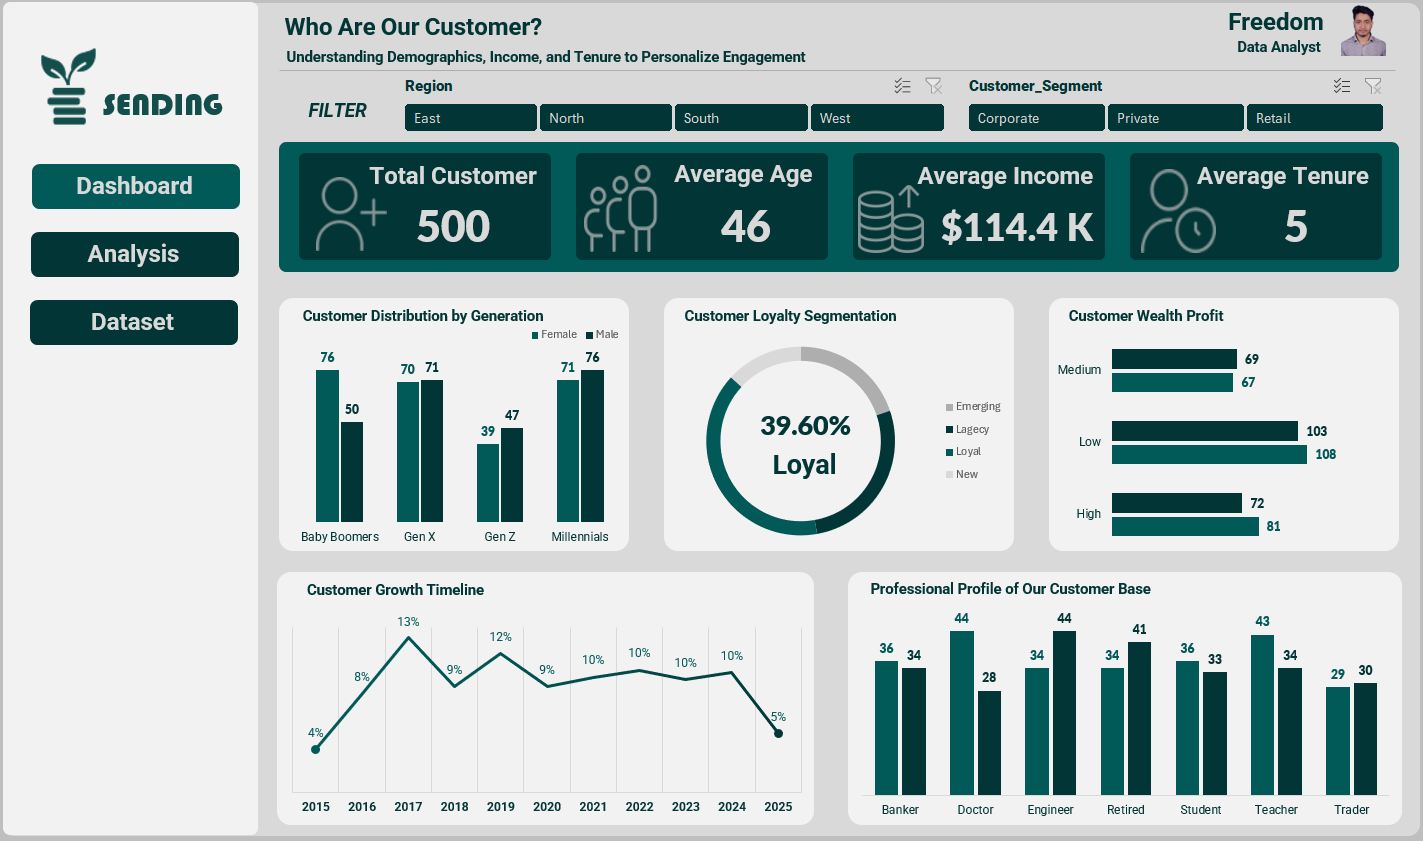 SENDING
Dashboard
Analysis
Dataset
Who Are Our Customer?
Understanding Demographics, Income, and Tenure to Personalize Engagement
Freedom
Data Analyst
FILTER
Region
East North South West
Customer_Segment
Corporate Private Retail
Total Customer
500
Average Age
46
Average Income
$114.4 K
Average Tenure
5
Customer Distribution by Generation
Female Male
76 50 70 71 39 47 71 76
Baby Boomers Gen X Gen Z Millennials
Customer Loyalty Segmentation
39.60%
Loyal
Emerging
Lagecy
Loyal
New
Customer Wealth Profit
Medium 69
67
Low 103
108
High 72
81
Customer Growth Timeline
4% 8% 13% 9% 12% 9% 10% 10% 10% 10% 5%
2015 2016 2017 2018 2019 2020 2021 2022 2023 2024 2025
Professional Profile of Our Customer Base
36 34 44 28 34 44 34 41 36 33 43 34 29 30
Banker Doctor Engineer Retired Student Teacher Trader